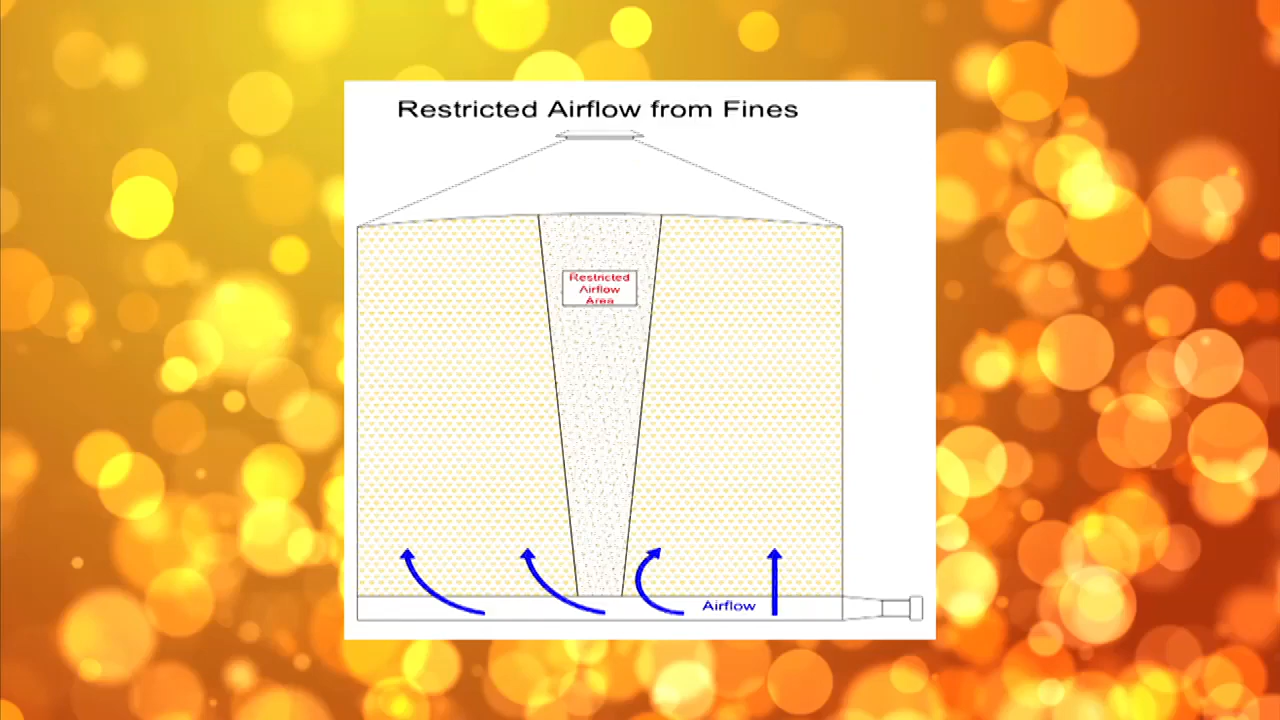 Restricted Airflow from Fines
Restricted
Airflow
Area
Airflow